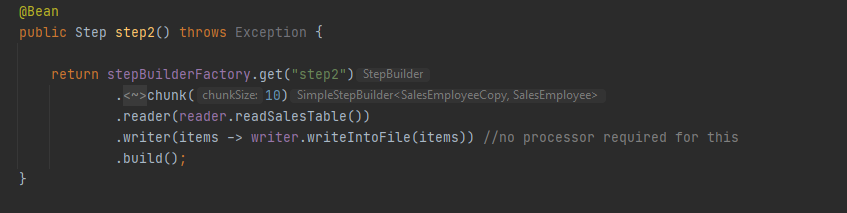 @Bean
public Step step2() throws Exception {
return stepBuilderFactory.get("step2") StepBuilder
.<~>chunk( chunkSize: 10) SimpleStepBuilder<SalesEmployeeCopy, SalesEmployee>
.reader(reader.readSalesTable())
.writer(items -> writer.writeIntoFile(items)) //no processor required for this
.build();
}